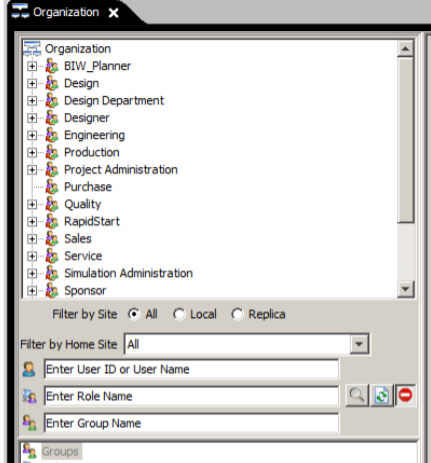 Organization
Organization
BIW_Planner
Design
Design Department
Designer
Engineering
Production
Project Administration
Purchase
Quality
RapidStart
Sales
Service
Simulation Administration
Sponsor
Filter by Site All Local Replica
Filter by Home Site All
Enter User ID or User Name
Enter Role Name
Enter Group Name
Groups